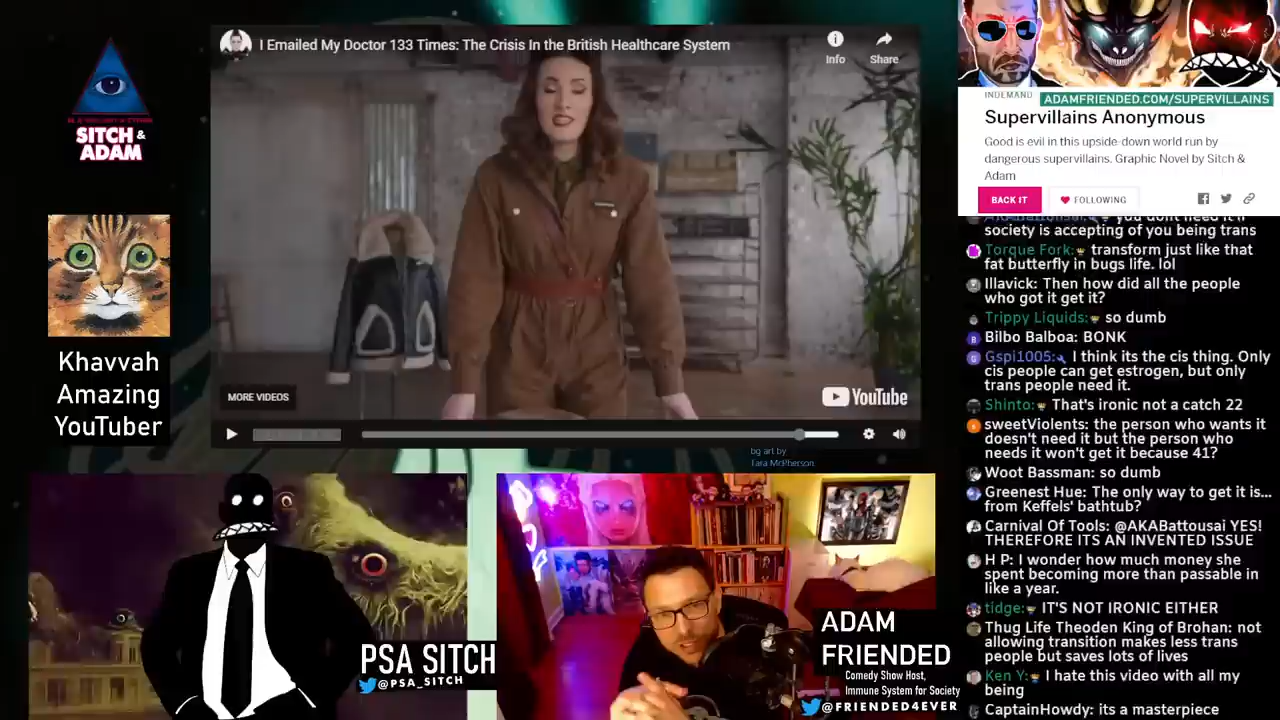 I Emailed My Doctor 133 Times: The Crisis In the British Healthcare System
Info
Share
MORE VIDEOS
YouTube
bg art by
Tara McPherson
SITCH &
ADAM
Khavvah
Amazing
YouTuber
PSA SITCH
@PSA_SITCH
ADAM
FRIENDED
Comedy Show Host,
Immune System for Society
@FRIENDED4EVER
INDEMAND
ADAMFRIENDED.COM/SUPERVILLAINS
Supervillains Anonymous
Good is evil in this upside-down world run by
dangerous supervillains. Graphic Novel by Sitch &
Adam
BACK IT
FOLLOWING
you dont need it if
society is accepting of you being trans
Torque Fork: transform just like that
fat butterfly in bugs life. lol
Illavick: Then how did all the people
who got it get it?
Trippy Liquids: so dumb
Bilbo Balboa: BONK
Gspi1005: I think its the cis thing. Only
cis people can get estrogen, but only
trans people need it.
Shinto: That's ironic not a catch 22
sweetViolents: the person who wants it
doesn't need it but the person who
needs it won't get it because 41?
Woot Bassman: so dumb
Greenest Hue: The only way to get it is...
from Keffels' bathtub?
Carnival Of Tools: @AKABattousai YES!
THEREFORE ITS AN INVENTED ISSUE
H P: I wonder how much money she
spent becoming more than passable in
like a year.
tidge: IT'S NOT IRONIC EITHER
Thug Life Theoden King of Brohan: not
allowing transition makes less trans
people but saves lots of lives
Ken Y: I hate this video with all my
being
CaptainHowdy: its a masterpiece